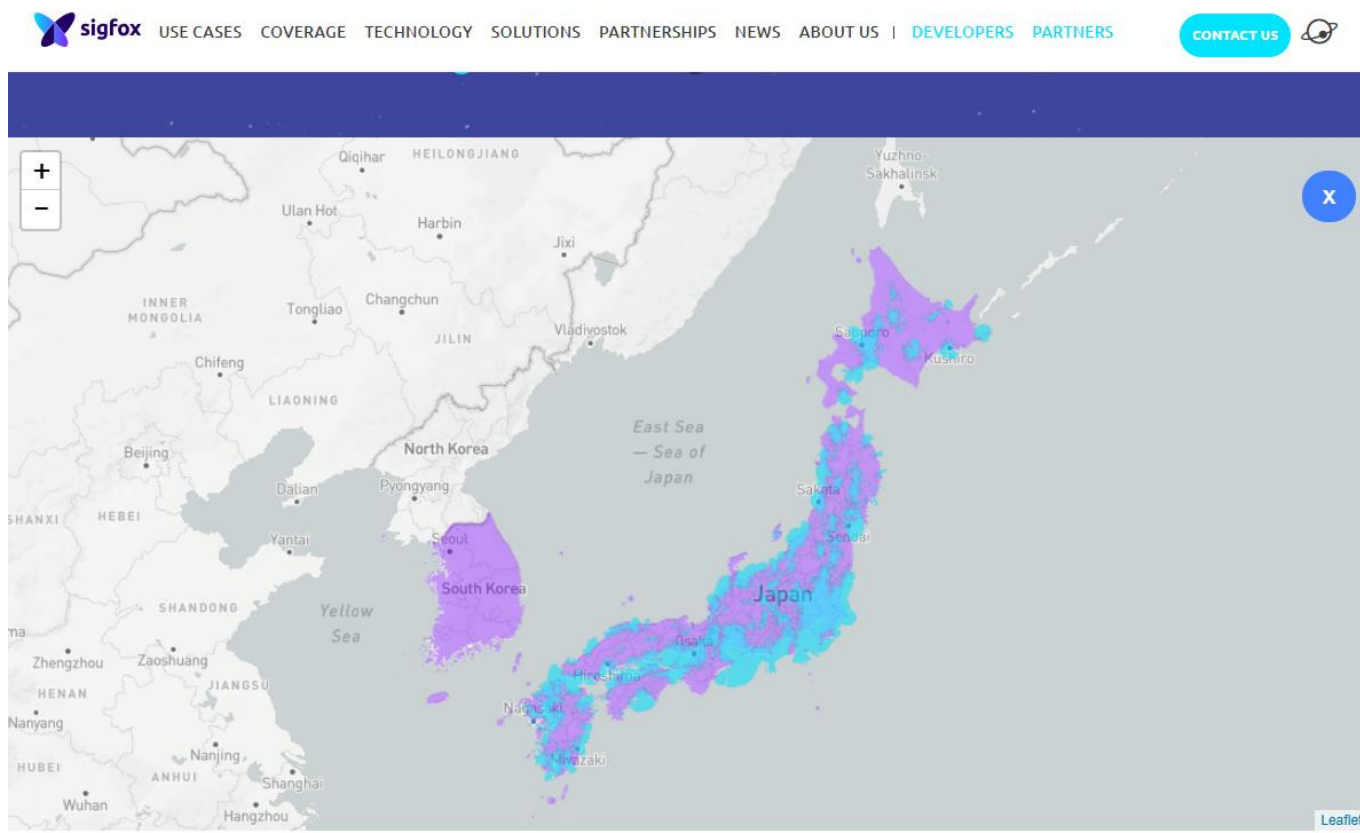 sigfox USE CASES COVERAGE TECHNOLOGY SOLUTIONS PARTNERSHIPS NEWS ABOUT US | DEVELOPERS PARTNERS CONTACT US
+
−
X
Qiqihar
HEILONGJIANG
Yuzhno-
Sakhalinsk
Ulan Hot
Harbin
Jixi
INNER
MONGOLIA
Tongliao
Changchun
JILIN
Vladivostok
Sapporo
Kushiro
Chifeng
LIAONING
East Sea
— Sea of
Japan
Beijing
North Korea
Dalian
Pyongyang
Sakata
SHANXI
HEBEI
Yantai
Seoul
Sendai
South Korea
Japan
SHANDONG
Yellow
Sea
Osaka
Zhengzhou
Zaoshuang
JIANGSU
Hiroshima
HENAN
Nanyang
Nagasaki
Nanjing
Miyazaki
HUBEI
ANHUI
Shanghai
Wuhan
Hangzhou
Leaflet